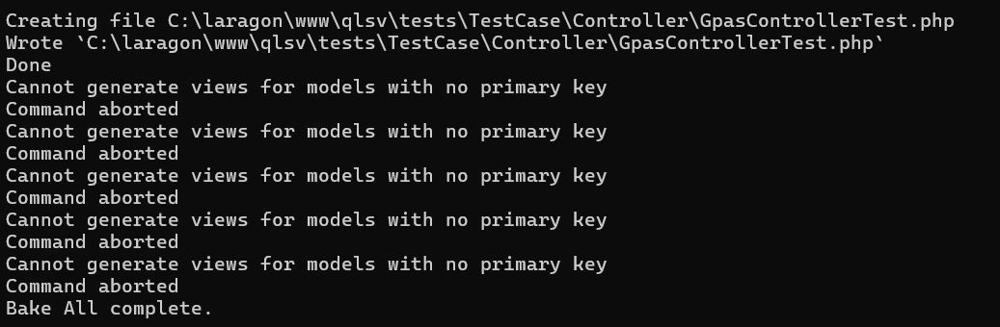 Creating file C:\laragon\www\qlsv\tests\TestCase\Controller\GpasControllerTest.php
Wrote `C:\laragon\www\qlsv\tests\TestCase\Controller\GpasControllerTest.php`
Done
Cannot generate views for models with no primary key
Command aborted
Cannot generate views for models with no primary key
Command aborted
Cannot generate views for models with no primary key
Command aborted
Cannot generate views for models with no primary key
Command aborted
Cannot generate views for models with no primary key
Command aborted
Bake All complete.